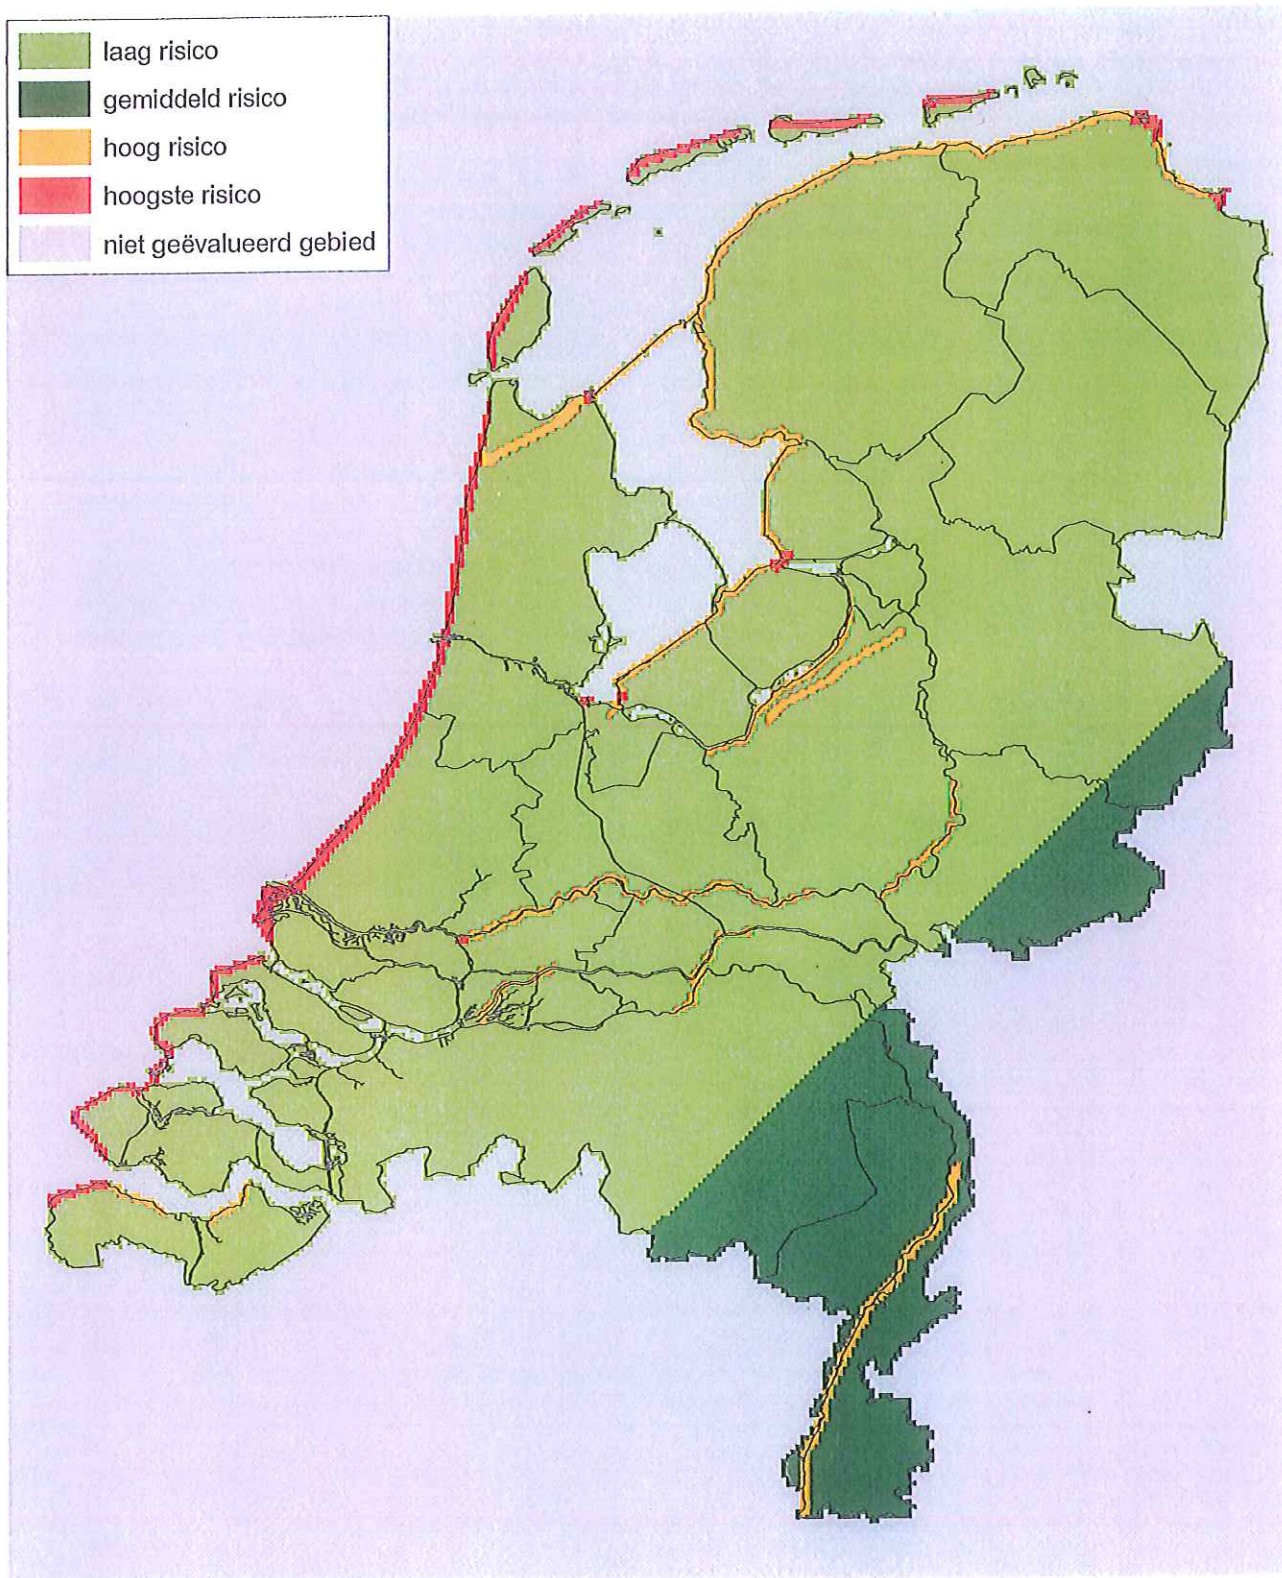 laag risico
gemiddeld risico
hoog risico
hoogste risico
niet geëvalueerd gebied